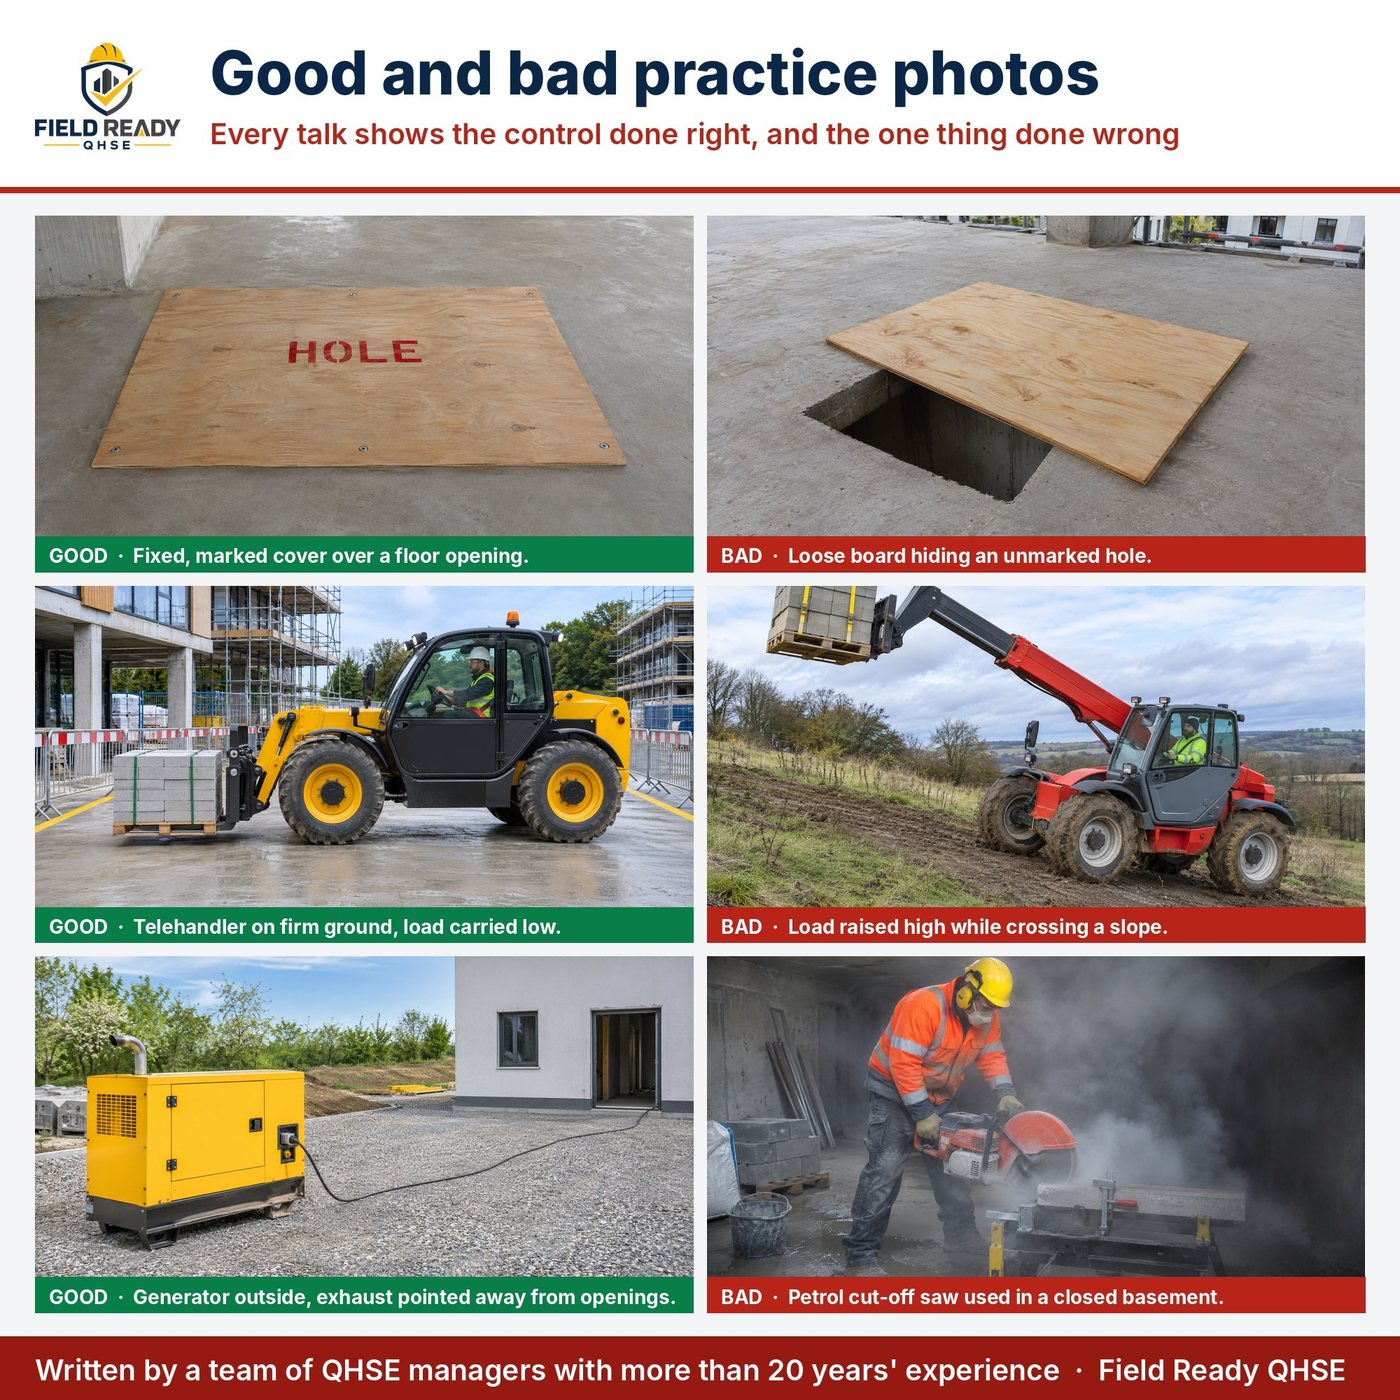 FIELD READY
QHSE
Good and bad practice photos
Every talk shows the control done right, and the one thing done wrong
HOLE
GOOD · Fixed, marked cover over a floor opening.
BAD · Loose board hiding an unmarked hole.
GOOD · Telehandler on firm ground, load carried low.
BAD · Load raised high while crossing a slope.
GOOD · Generator outside, exhaust pointed away from openings.
BAD · Petrol cut-off saw used in a closed basement.
Written by a team of QHSE managers with more than 20 years' experience · Field Ready QHSE